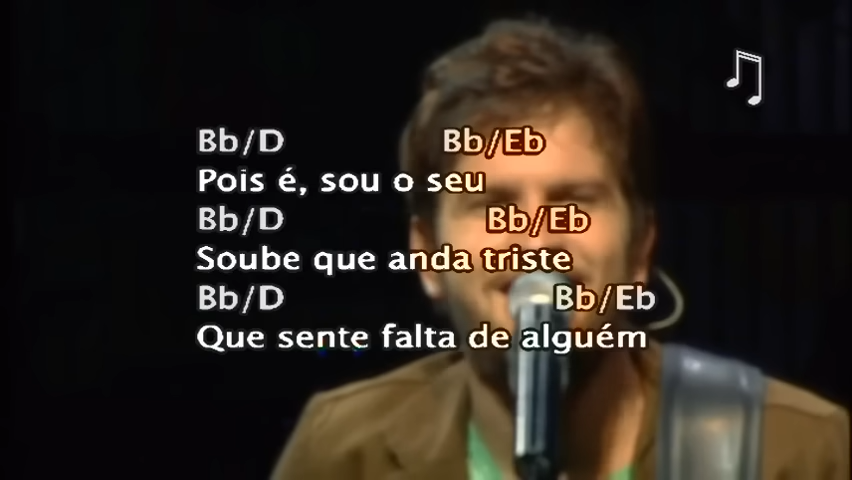 Bb/D Bb/Eb
Pois é, sou o seu
Bb/D Bb/Eb
Soube que anda triste
Bb/D Bb/Eb
Que sente falta de alguém